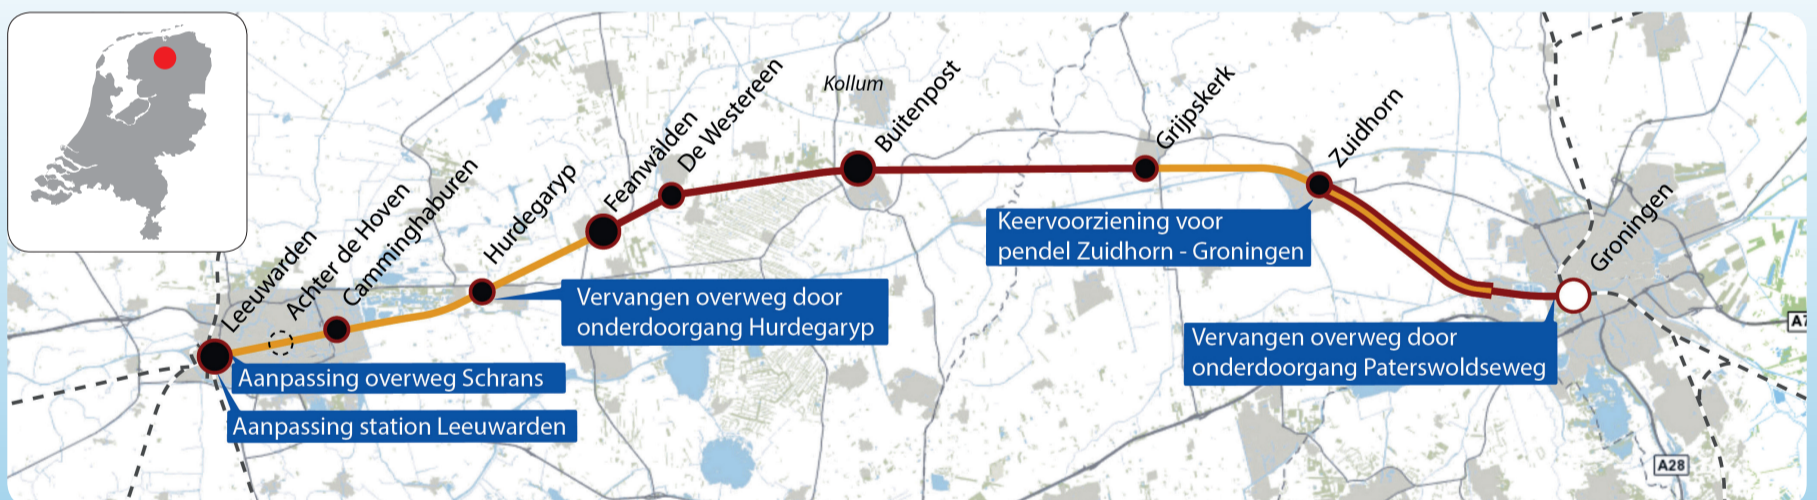 Leeuwarden
Achter de Hoven
Camminghaburen
Hurdegaryp
Feanwâlden
De Westereen
Kollum
Buitenpost
Grijpskerk
Zuidhorn
Groningen
Keervoorziening voor
pendel Zuidhorn - Groningen
Vervangen overweg door
onderdoorgang Hurdegaryp
Vervangen overweg door
onderdoorgang Paterswoldseweg
Aanpassing overweg Schrans
Aanpassing station Leeuwarden
A7
A28